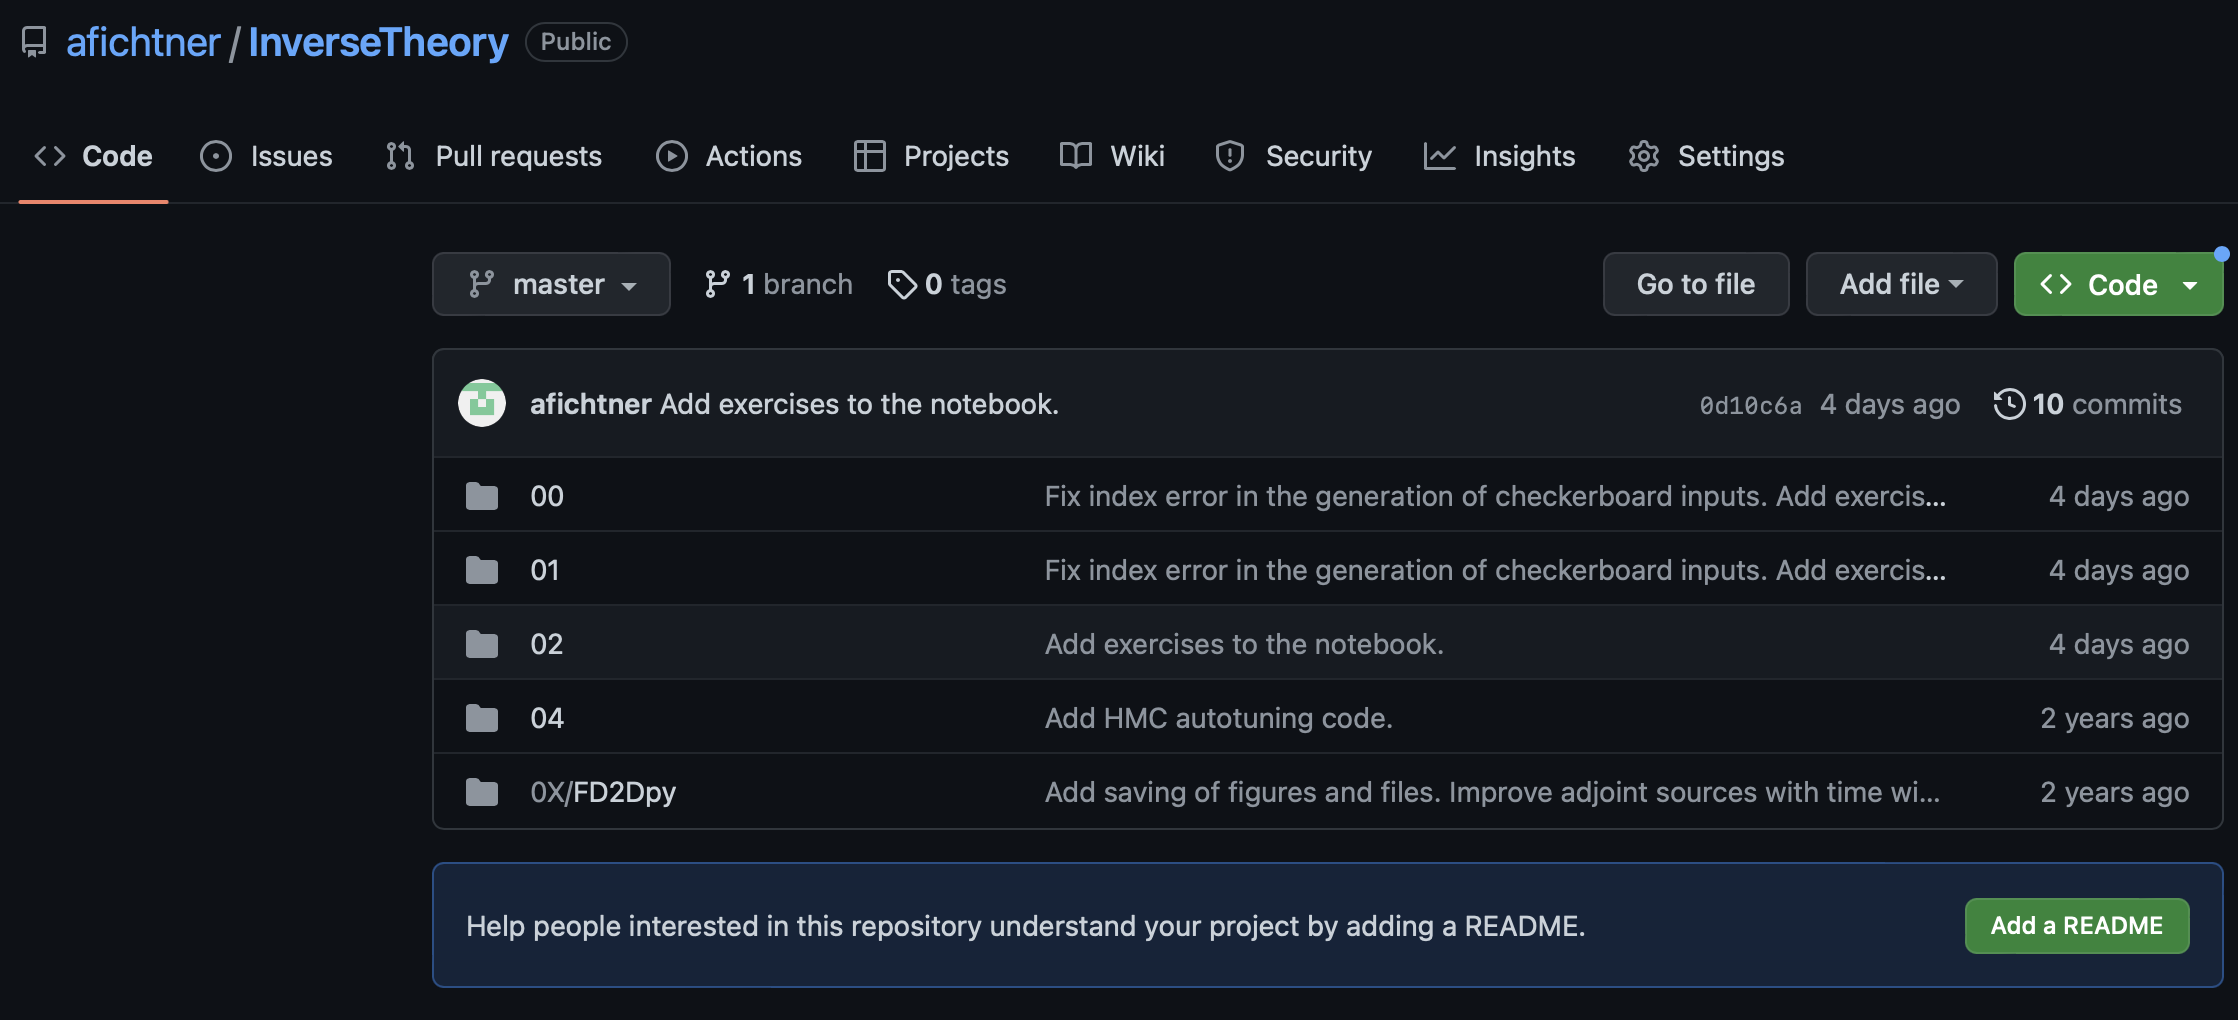 afichtner / InverseTheory Public
Code Issues Pull requests Actions Projects Wiki Security Insights Settings
master 1 branch 0 tags Go to file Add file Code
afichtner Add exercises to the notebook. 0d10c6a 4 days ago 10 commits
00 Fix index error in the generation of checkerboard inputs. Add exercis... 4 days ago
01 Fix index error in the generation of checkerboard inputs. Add exercis... 4 days ago
02 Add exercises to the notebook. 4 days ago
04 Add HMC autotuning code. 2 years ago
0X/FD2Dpy Add saving of figures and files. Improve adjoint sources with time wi... 2 years ago
Help people interested in this repository understand your project by adding a README. Add a README